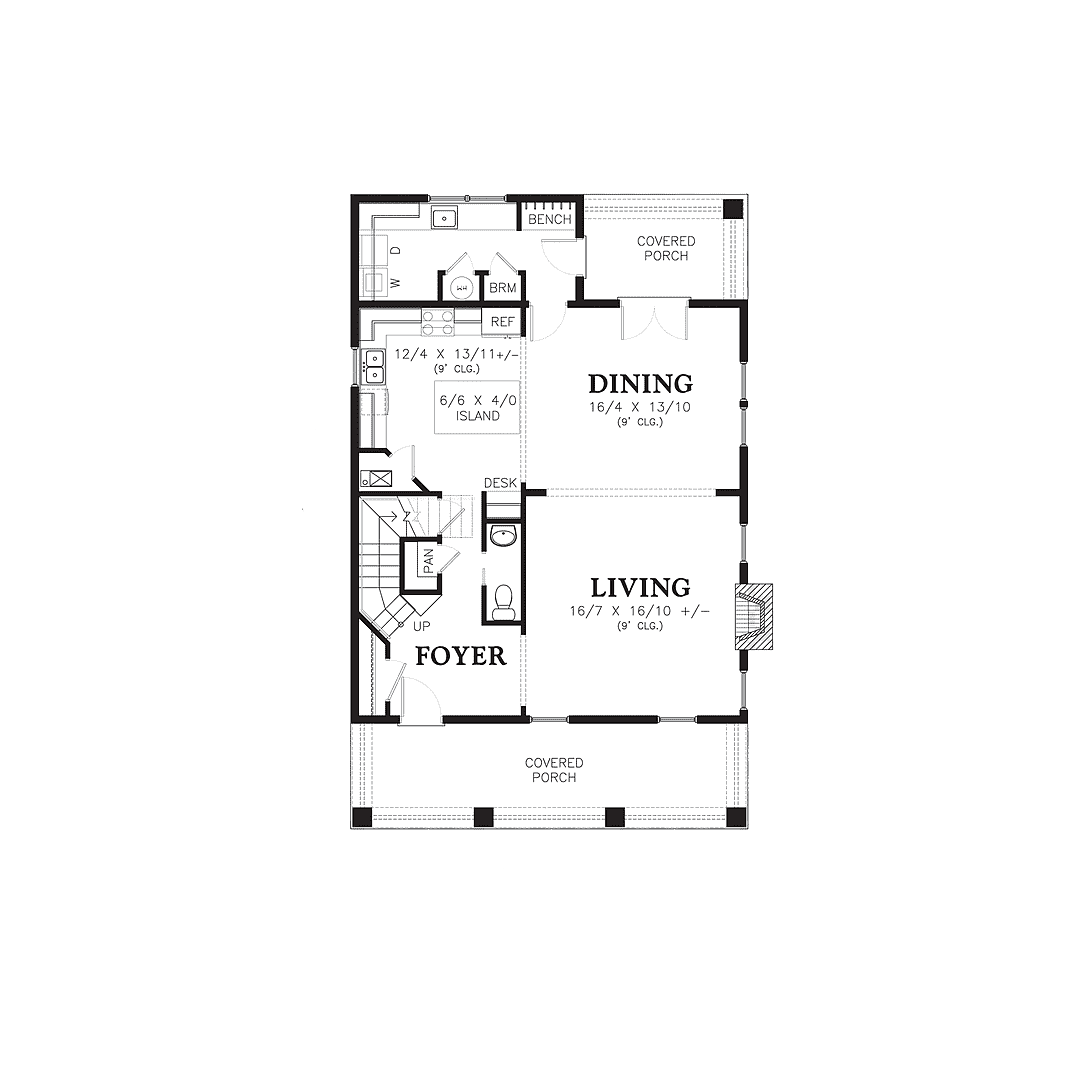 BENCH
COVERED
PORCH
D
W
WH
BRM
REF
12/4 X 13/11+/-
(9' CLG.)
6/6 X 4/0
ISLAND
DINING
16/4 X 13/10
(9' CLG.)
DESK
PAN
UP
LIVING
16/7 X 16/10 +/-
(9' CLG.)
FOYER
COVERED
PORCH